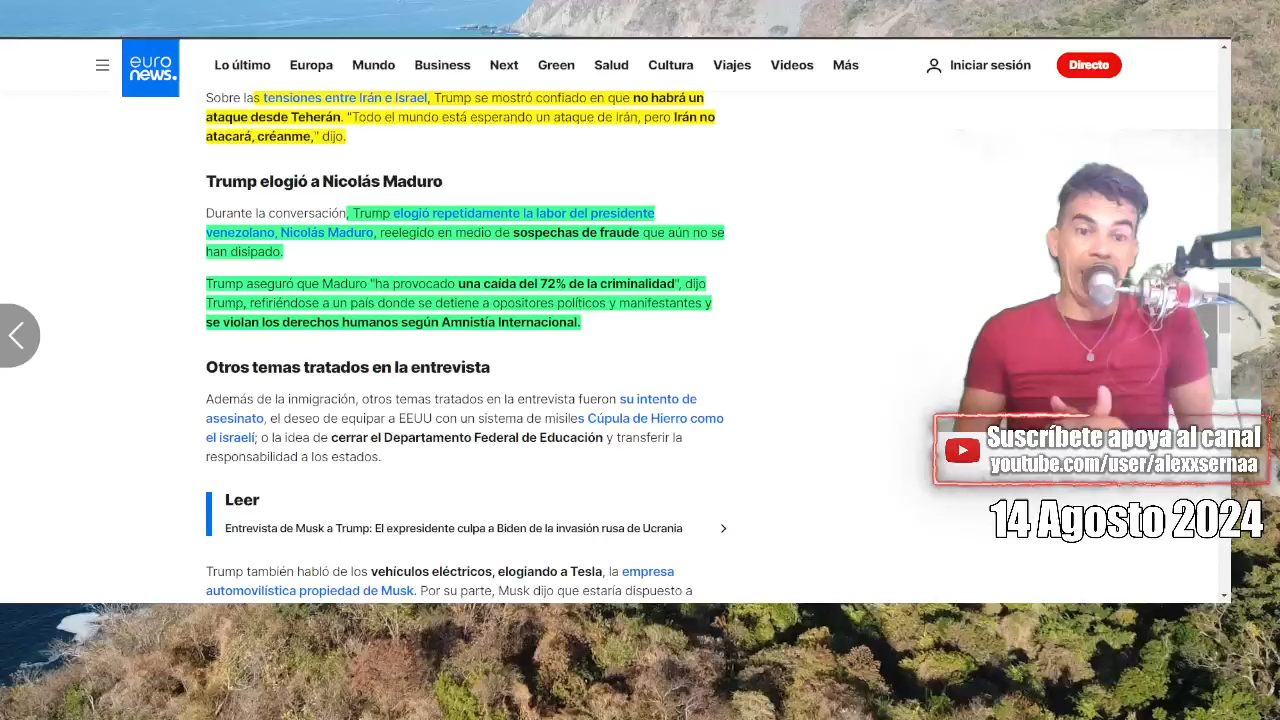 euronews.
Lo último Europa Mundo Business Next Green Salud Cultura Viajes Videos Más Iniciar sesión Directo
Sobre las tensiones entre Irán e Israel, Trump se mostró confiado en que no habrá un
ataque desde Teherán. "Todo el mundo está esperando un ataque de Irán, pero Irán no
atacará, créanme," dijo.
Trump elogió a Nicolás Maduro
Durante la conversación, Trump elogió repetidamente la labor del presidente
venezolano, Nicolás Maduro, reelegido en medio de sospechas de fraude que aún no se
han disipado.
Trump aseguró que Maduro "ha provocado una caída del 72% de la criminalidad", dijo
Trump, refiriéndose a un país donde se detiene a opositores políticos y manifestantes y
se violan los derechos humanos según Amnistía Internacional.
Otros temas tratados en la entrevista
Además de la inmigración, otros temas tratados en la entrevista fueron su intento de
asesinato, el deseo de equipar a EEUU con un sistema de misiles Cúpula de Hierro como
el israelí; o la idea de cerrar el Departamento Federal de Educación y transferir la
responsabilidad a los estados.
Leer
Entrevista de Musk a Trump: El expresidente culpa a Biden de la invasión rusa de Ucrania
Trump también habló de los vehículos eléctricos, elogiando a Tesla, la empresa
automovilística propiedad de Musk. Por su parte, Musk dijo que estaría dispuesto a
Suscríbete apoya al canal
youtube.com/user/alexxsernaa
14 Agosto 2024